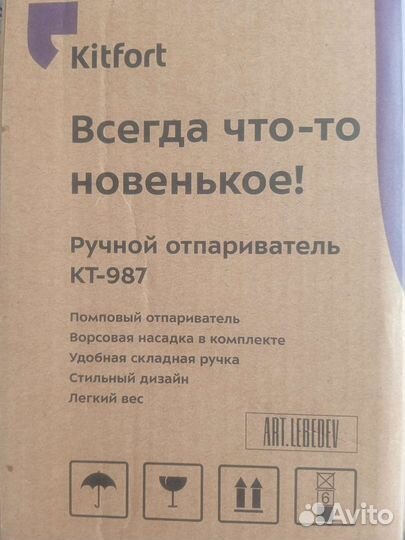 Kitfort
Всегда что-то
новенькое!
Ручной отпариватель
КТ-987
Помповый отпариватель
Ворсовая насадка в комплекте
Удобная складная ручка
Стильный дизайн
Легкий вес
ART.LEBEDEV
6
Avito